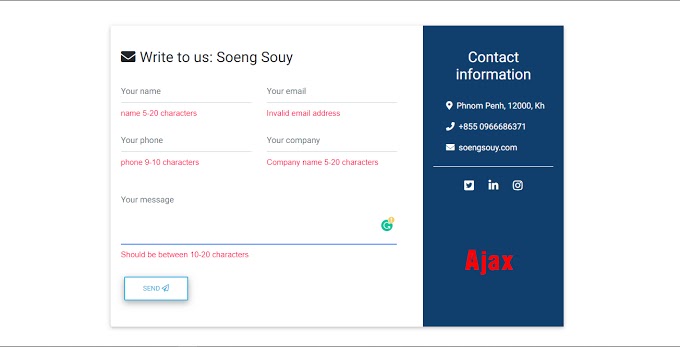 Write to us: Soeng Souy
Your name
Your email
name 5-20 characters
Invalid email address
Your phone
Your company
phone 9-10 characters
Company name 5-20 characters
Your message
Should be between 10-20 characters
SEND
Contact
information
Phnom Penh, 12000, Kh
+855 0966686371
soengsouy.com
Ajax